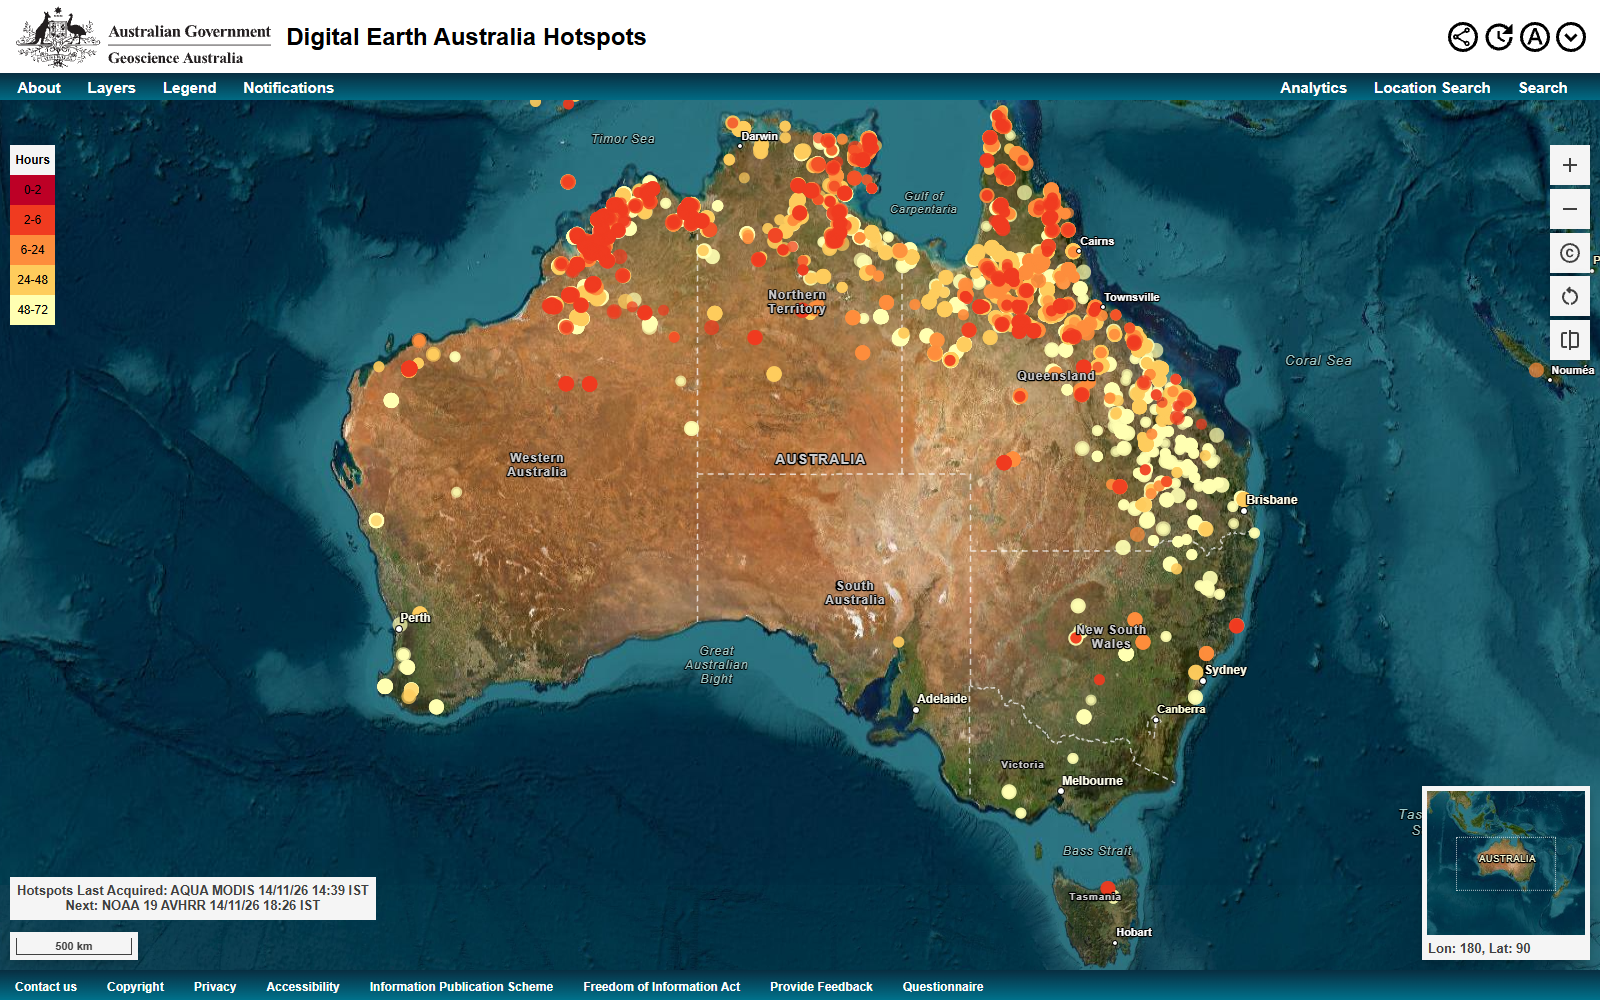 Australian Government
Geoscience Australia
Digital Earth Australia Hotspots
A
About
Layers
Legend
Notifications
Analytics
Location Search
Search
Hours
0-2
2-6
6-24
24-48
48-72
Timor Sea
Darwin
Gulf of
Carpentaria
Cairns
Northern
Territory
Townsville
Coral Sea
Queensland
Nouméa
Western
Australia
AUSTRALIA
Brisbane
South
Australia
Perth
New South
Wales
Great
Australian
Bight
Sydney
Adelaide
Canberra
Victoria
Melbourne
Bass Strait
Tasmania
Hobart
+
−
©
P
Tas
S
AUSTRALIA
Lon: 180, Lat: 90
Hotspots Last Acquired: AQUA MODIS 14/11/26 14:39 IST
Next: NOAA 19 AVHRR 14/11/26 18:26 IST
500 km
Contact us
Copyright
Privacy
Accessibility
Information Publication Scheme
Freedom of Information Act
Provide Feedback
Questionnaire